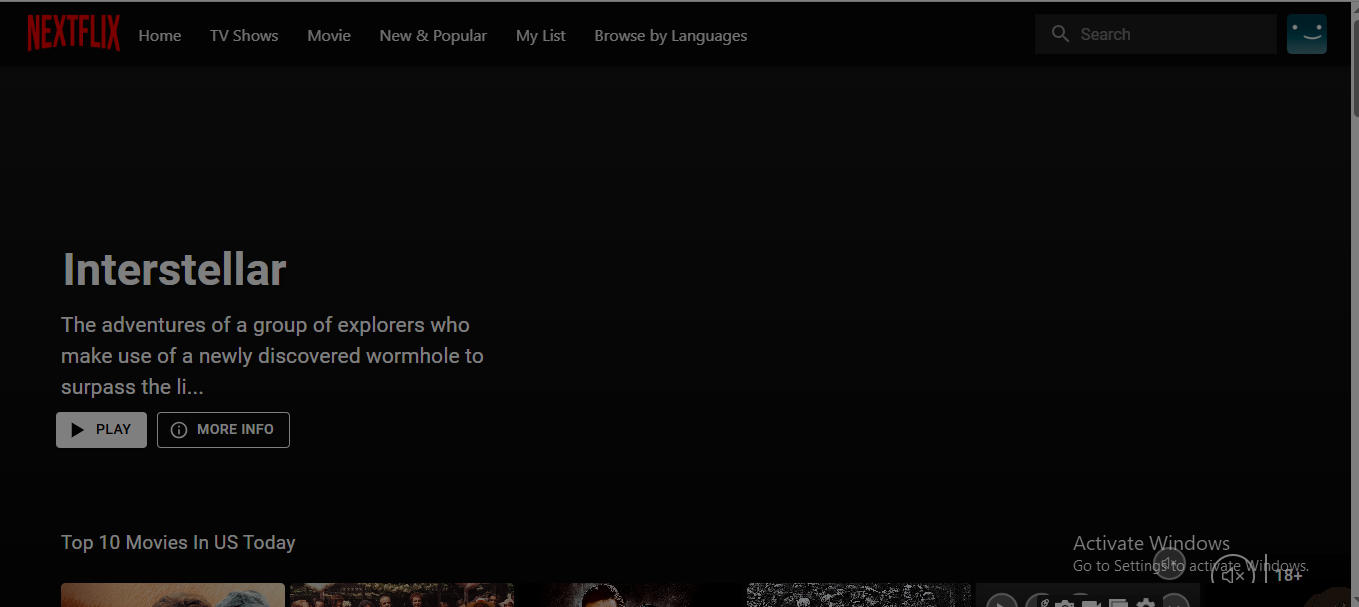 NEXTFLIX Home TV Shows Movie New & Popular My List Browse by Languages Search
Interstellar
The adventures of a group of explorers who
make use of a newly discovered wormhole to
surpass the li...
PLAY MORE INFO
Top 10 Movies In US Today
Activate Windows
Go to Settings to activate Windows.
18+